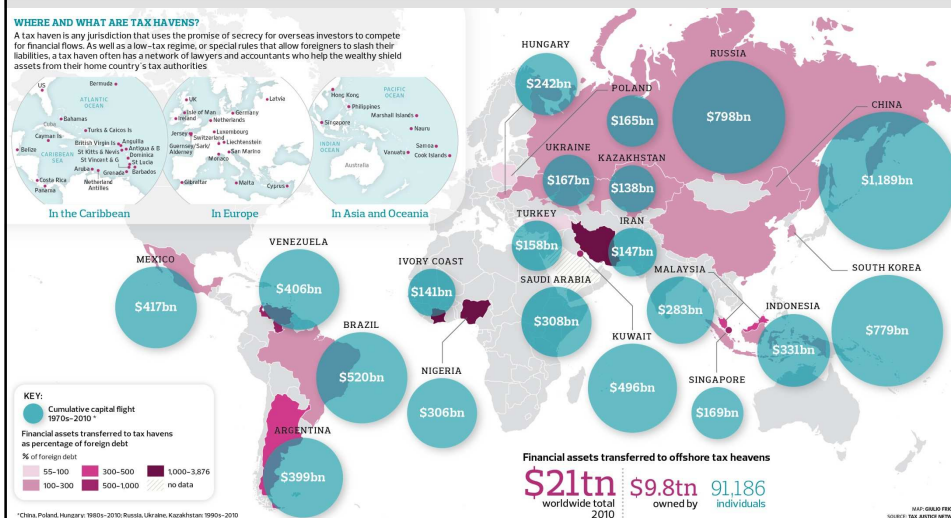 WHERE AND WHAT ARE TAX HAVENS?
A tax haven is any jurisdiction that uses the promise of secrecy for overseas investors to compete
for financial flows. As well as a low-tax regime, or special rules that allow foreigners to slash their
liabilities, a tax haven often has a network of lawyers and accountants who help the wealthy shield
assets from their home country's tax authorities
US
Bermuda
ATLANTIC
OCEAN
Bahamas
Cuba
Turks & Caicos Is
Cayman Is
British Virgin Is
Anguilla
St Kitts & Nevis
Antigua & B
Belize
CARIBBEAN
SEA
Dominica
St Vincent & G
St Lucia
Aruba
Grenada
Barbados
Costa Rica
Netherland
Antilles
Panama
In the Caribbean
UK
Latvia
Isle of Man
Germany
Ireland
Netherlands
Jersey
Luxembourg
Switzerland
Guernsey/Sark/
Alderney
Liechtenstein
San Marino
Monaco
Gibraltar
Malta
Cyprus
In Europe
PACIFIC
OCEAN
Hong Kong
Philippines
Marshall Islands
Singapore
Nauru
INDIAN
OCEAN
Samoa
Vanuatu
Cook Islands
Australia
In Asia and Oceania
HUNGARY
$242bn
POLAND
$165bn
RUSSIA
$798bn
CHINA
$1,189bn
UKRAINE
$167bn
KAZAKHSTAN
$138bn
TURKEY
$158bn
IRAN
$147bn
MEXICO
$417bn
VENEZUELA
$406bn
IVORY COAST
$141bn
SAUDI ARABIA
$308bn
MALAYSIA
$283bn
SOUTH KOREA
$779bn
INDONESIA
$331bn
BRAZIL
$520bn
NIGERIA
$306bn
KUWAIT
$496bn
SINGAPORE
$169bn
ARGENTINA
$399bn
KEY:
Cumulative capital flight
1970s-2010 *
Financial assets transferred to tax havens
as percentage of foreign debt
% of foreign debt
55-100
300-500
1,000-3,876
100-300
500-1,000
no data
*China, Poland, Hungary: 1980s-2010; Russia, Ukraine, Kazakhstan: 1990s-2010
Financial assets transferred to offshore tax heavens
$21tn
worldwide total
2010
$9.8tn
owned by
91,186
individuals
MAP: GIULIO
SOURCE: TAX JUSTICE